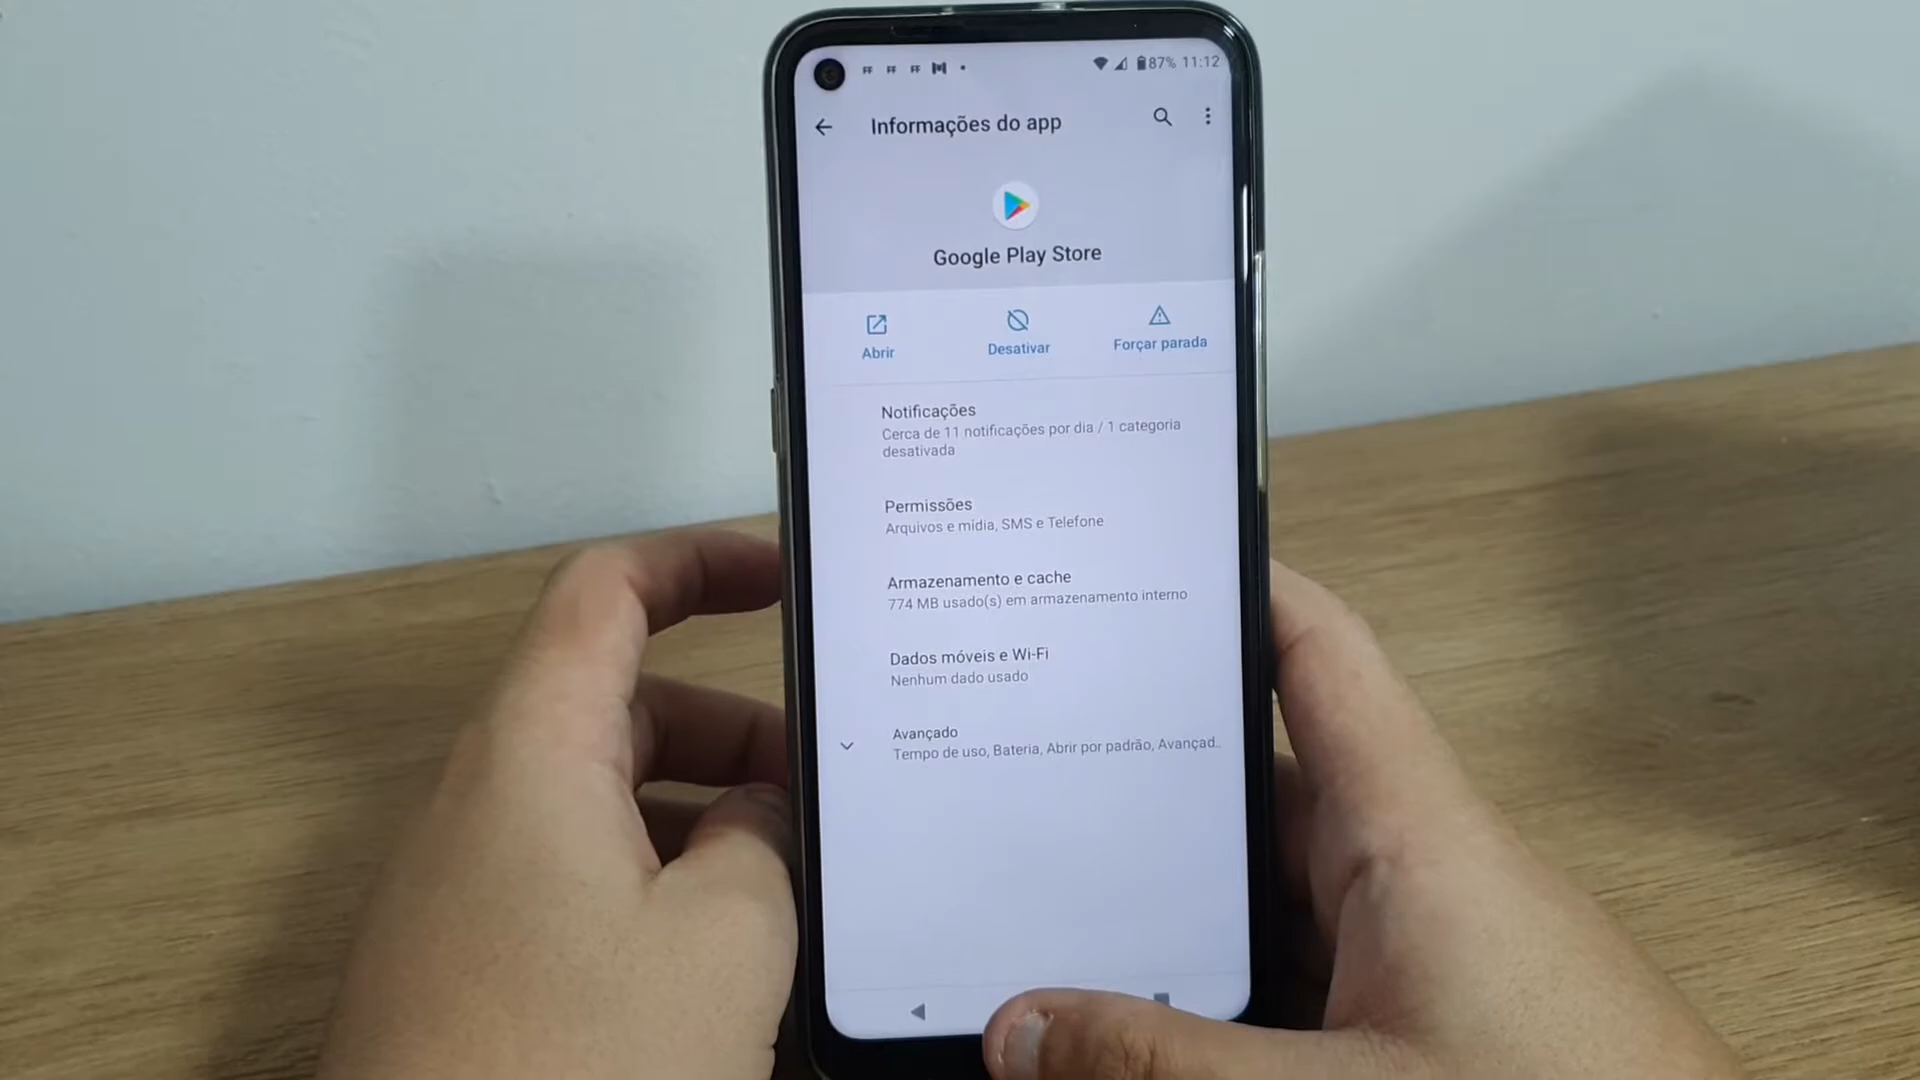 87% 11:12
Informações do app
Google Play Store
Abrir
Desativar
Forçar parada
Notificações
Cerca de 11 notificações por dia / 1 categoria
desativada
Permissões
Arquivos e mídia, SMS e Telefone
Armazenamento e cache
774 MB usado(s) em armazenamento interno
Dados móveis e Wi-Fi
Nenhum dado usado
Avançado
Tempo de uso, Bateria, Abrir por padrão, Avançad..